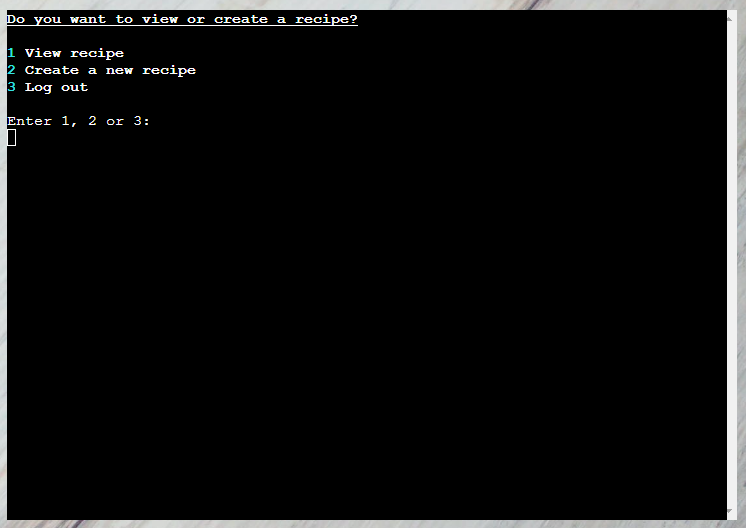 Do you want to view or create a recipe?
1 View recipe
2 Create a new recipe
3 Log out
Enter 1, 2 or 3: